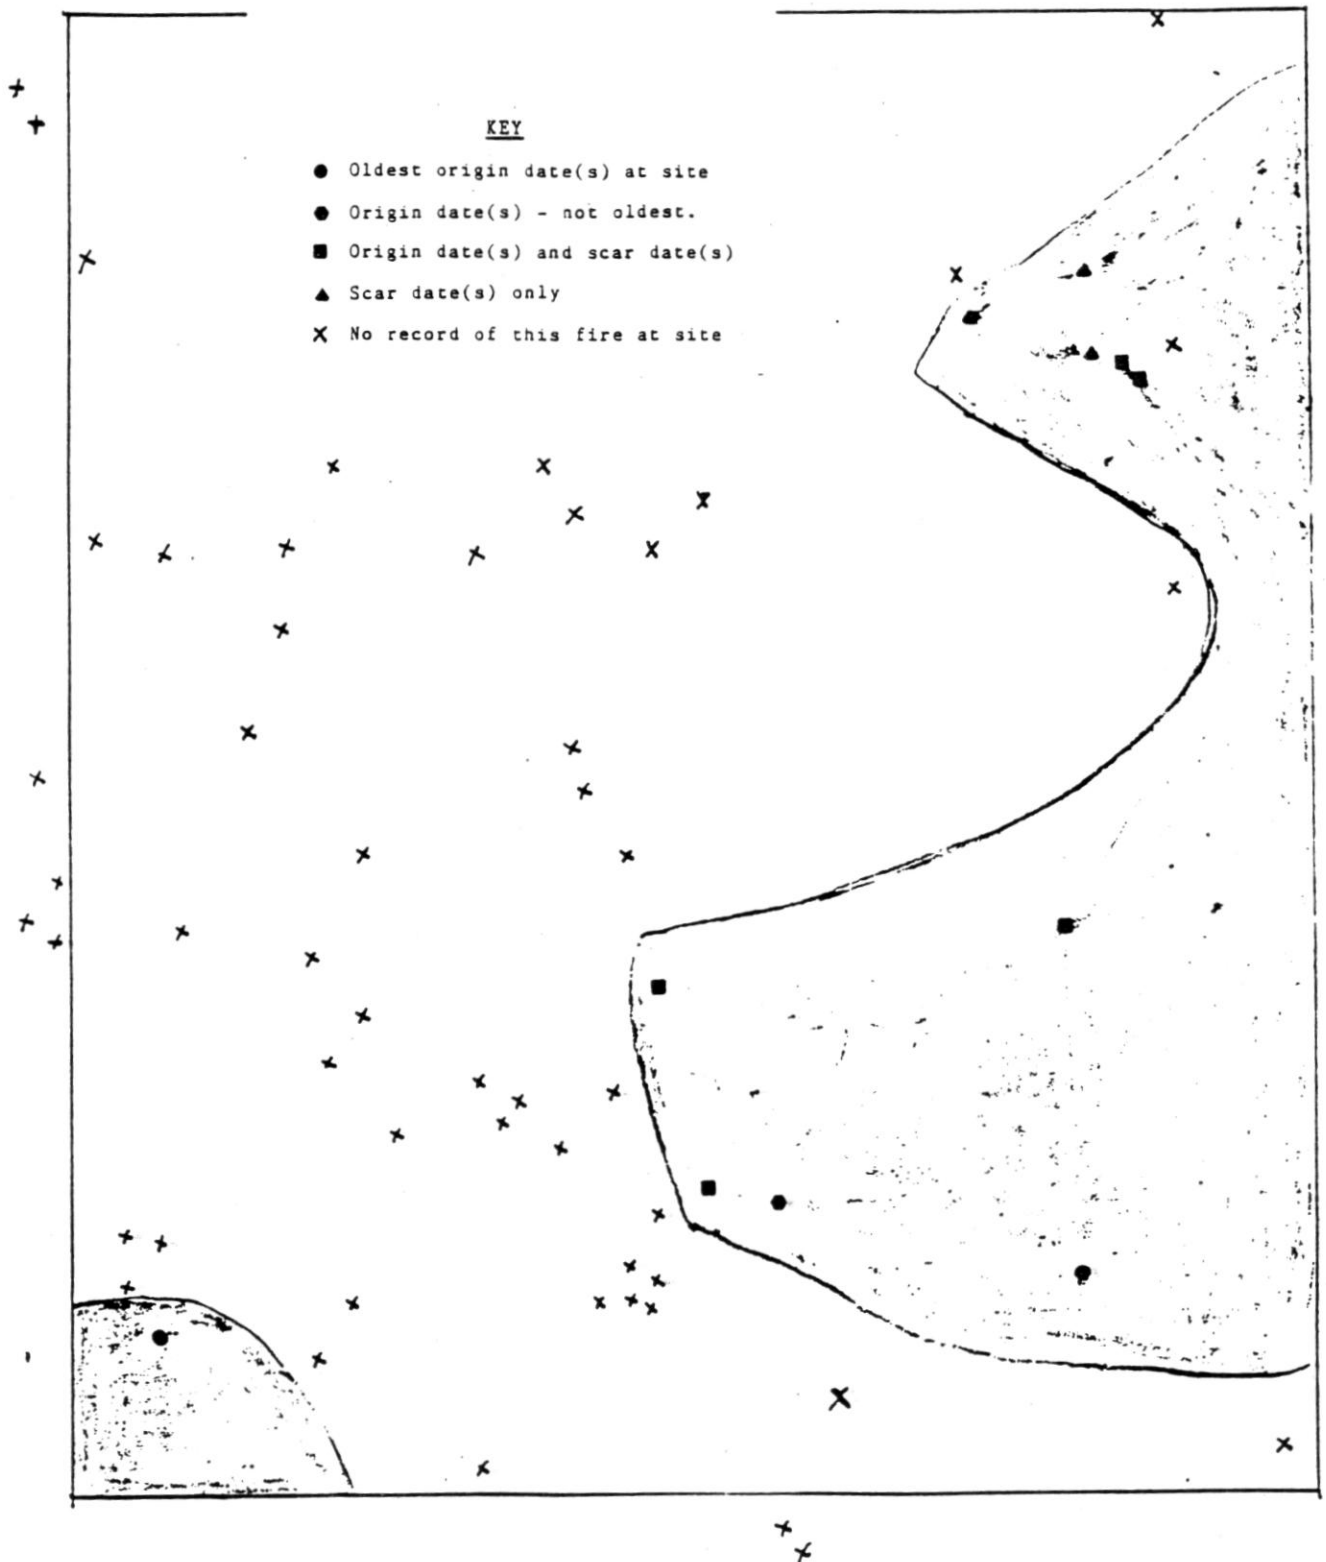 KEY
Oldest origin date(s) at site
Origin date(s) - not oldest.
Origin date(s) and scar date(s)
Scar date(s) only
No record of this fire at site